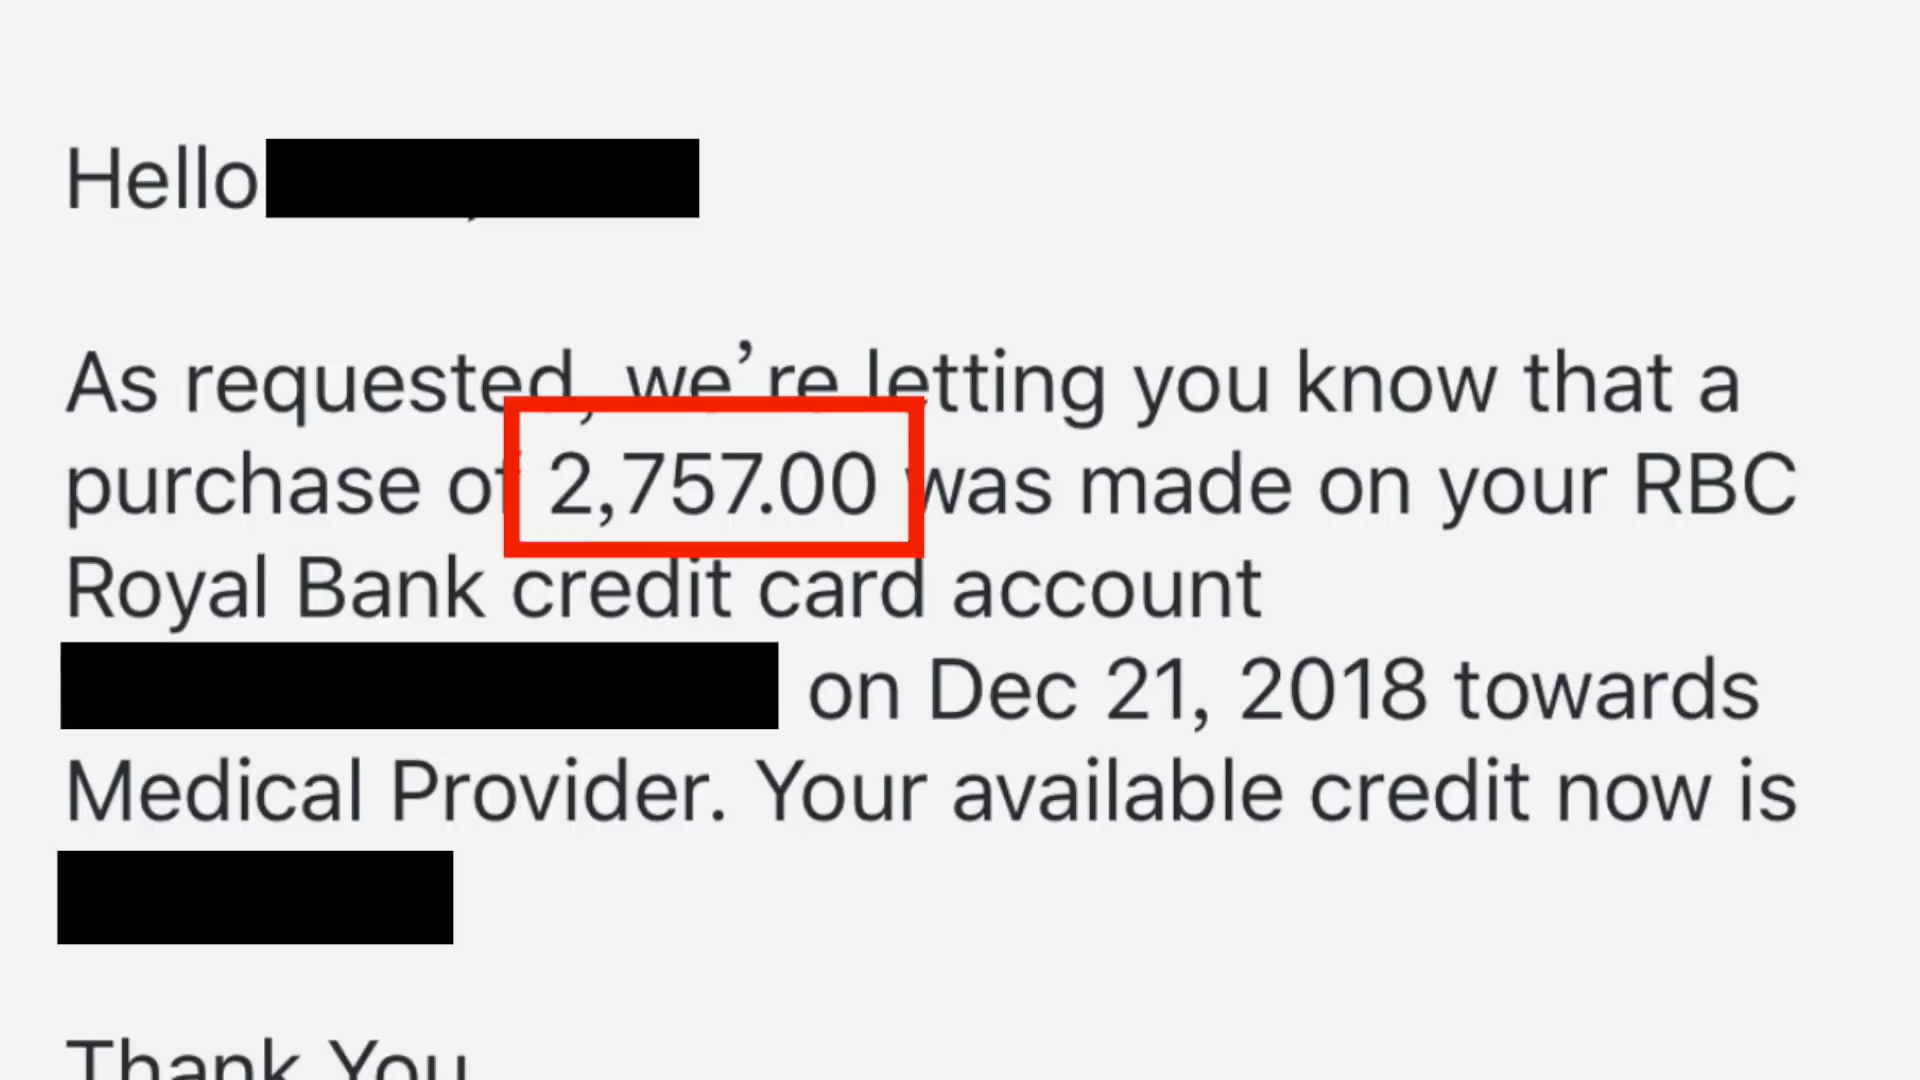 Hello
As requested, we’re letting you know that a
purchase of 2,757.00 was made on your RBC
Royal Bank credit card account
on Dec 21, 2018 towards
Medical Provider. Your available credit now is
Thank You